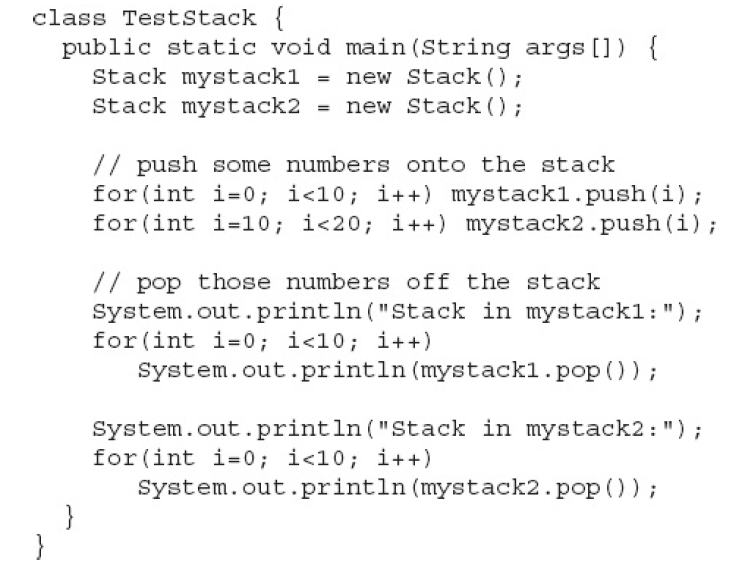 class TestStack {
  public static void main(String args[]) {
    Stack mystack1 = new Stack();
    Stack mystack2 = new Stack();

    // push some numbers onto the stack
    for(int i=0; i<10; i++) mystack1.push(i);
    for(int i=10; i<20; i++) mystack2.push(i);

    // pop those numbers off the stack
    System.out.println("Stack in mystack1:");
    for(int i=0; i<10; i++)
       System.out.println(mystack1.pop());

    System.out.println("Stack in mystack2:");
    for(int i=0; i<10; i++)
       System.out.println(mystack2.pop());
  }
}